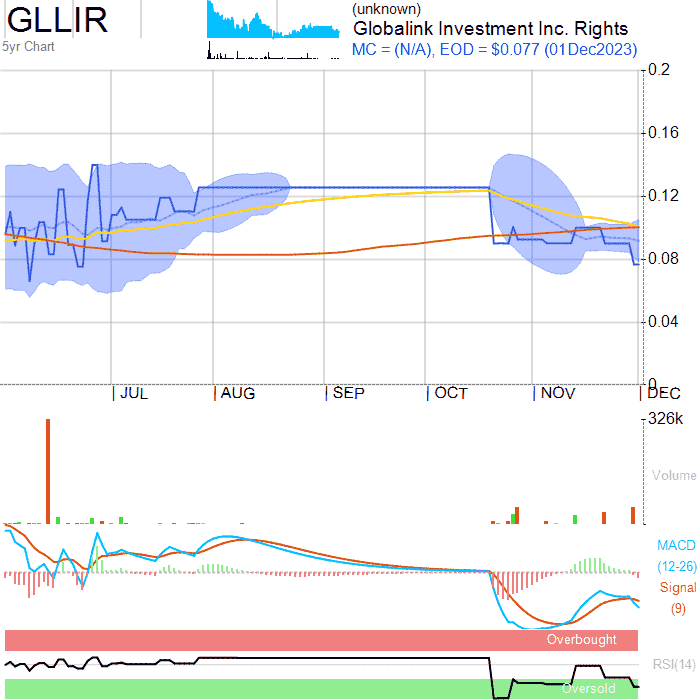 GLLIR
5yr Chart
(unknown)
Globalink Investment Inc. Rights
MC = (N/A), EOD = $0.077 (01Dec2023)
0.2
0.16
0.12
0.08
0.04
0
JUL
AUG
SEP
OCT
NOV
DEC
326k
Volume
MACD
(12-26)
Signal
(9)
Overbought
RSI(14)
Oversold